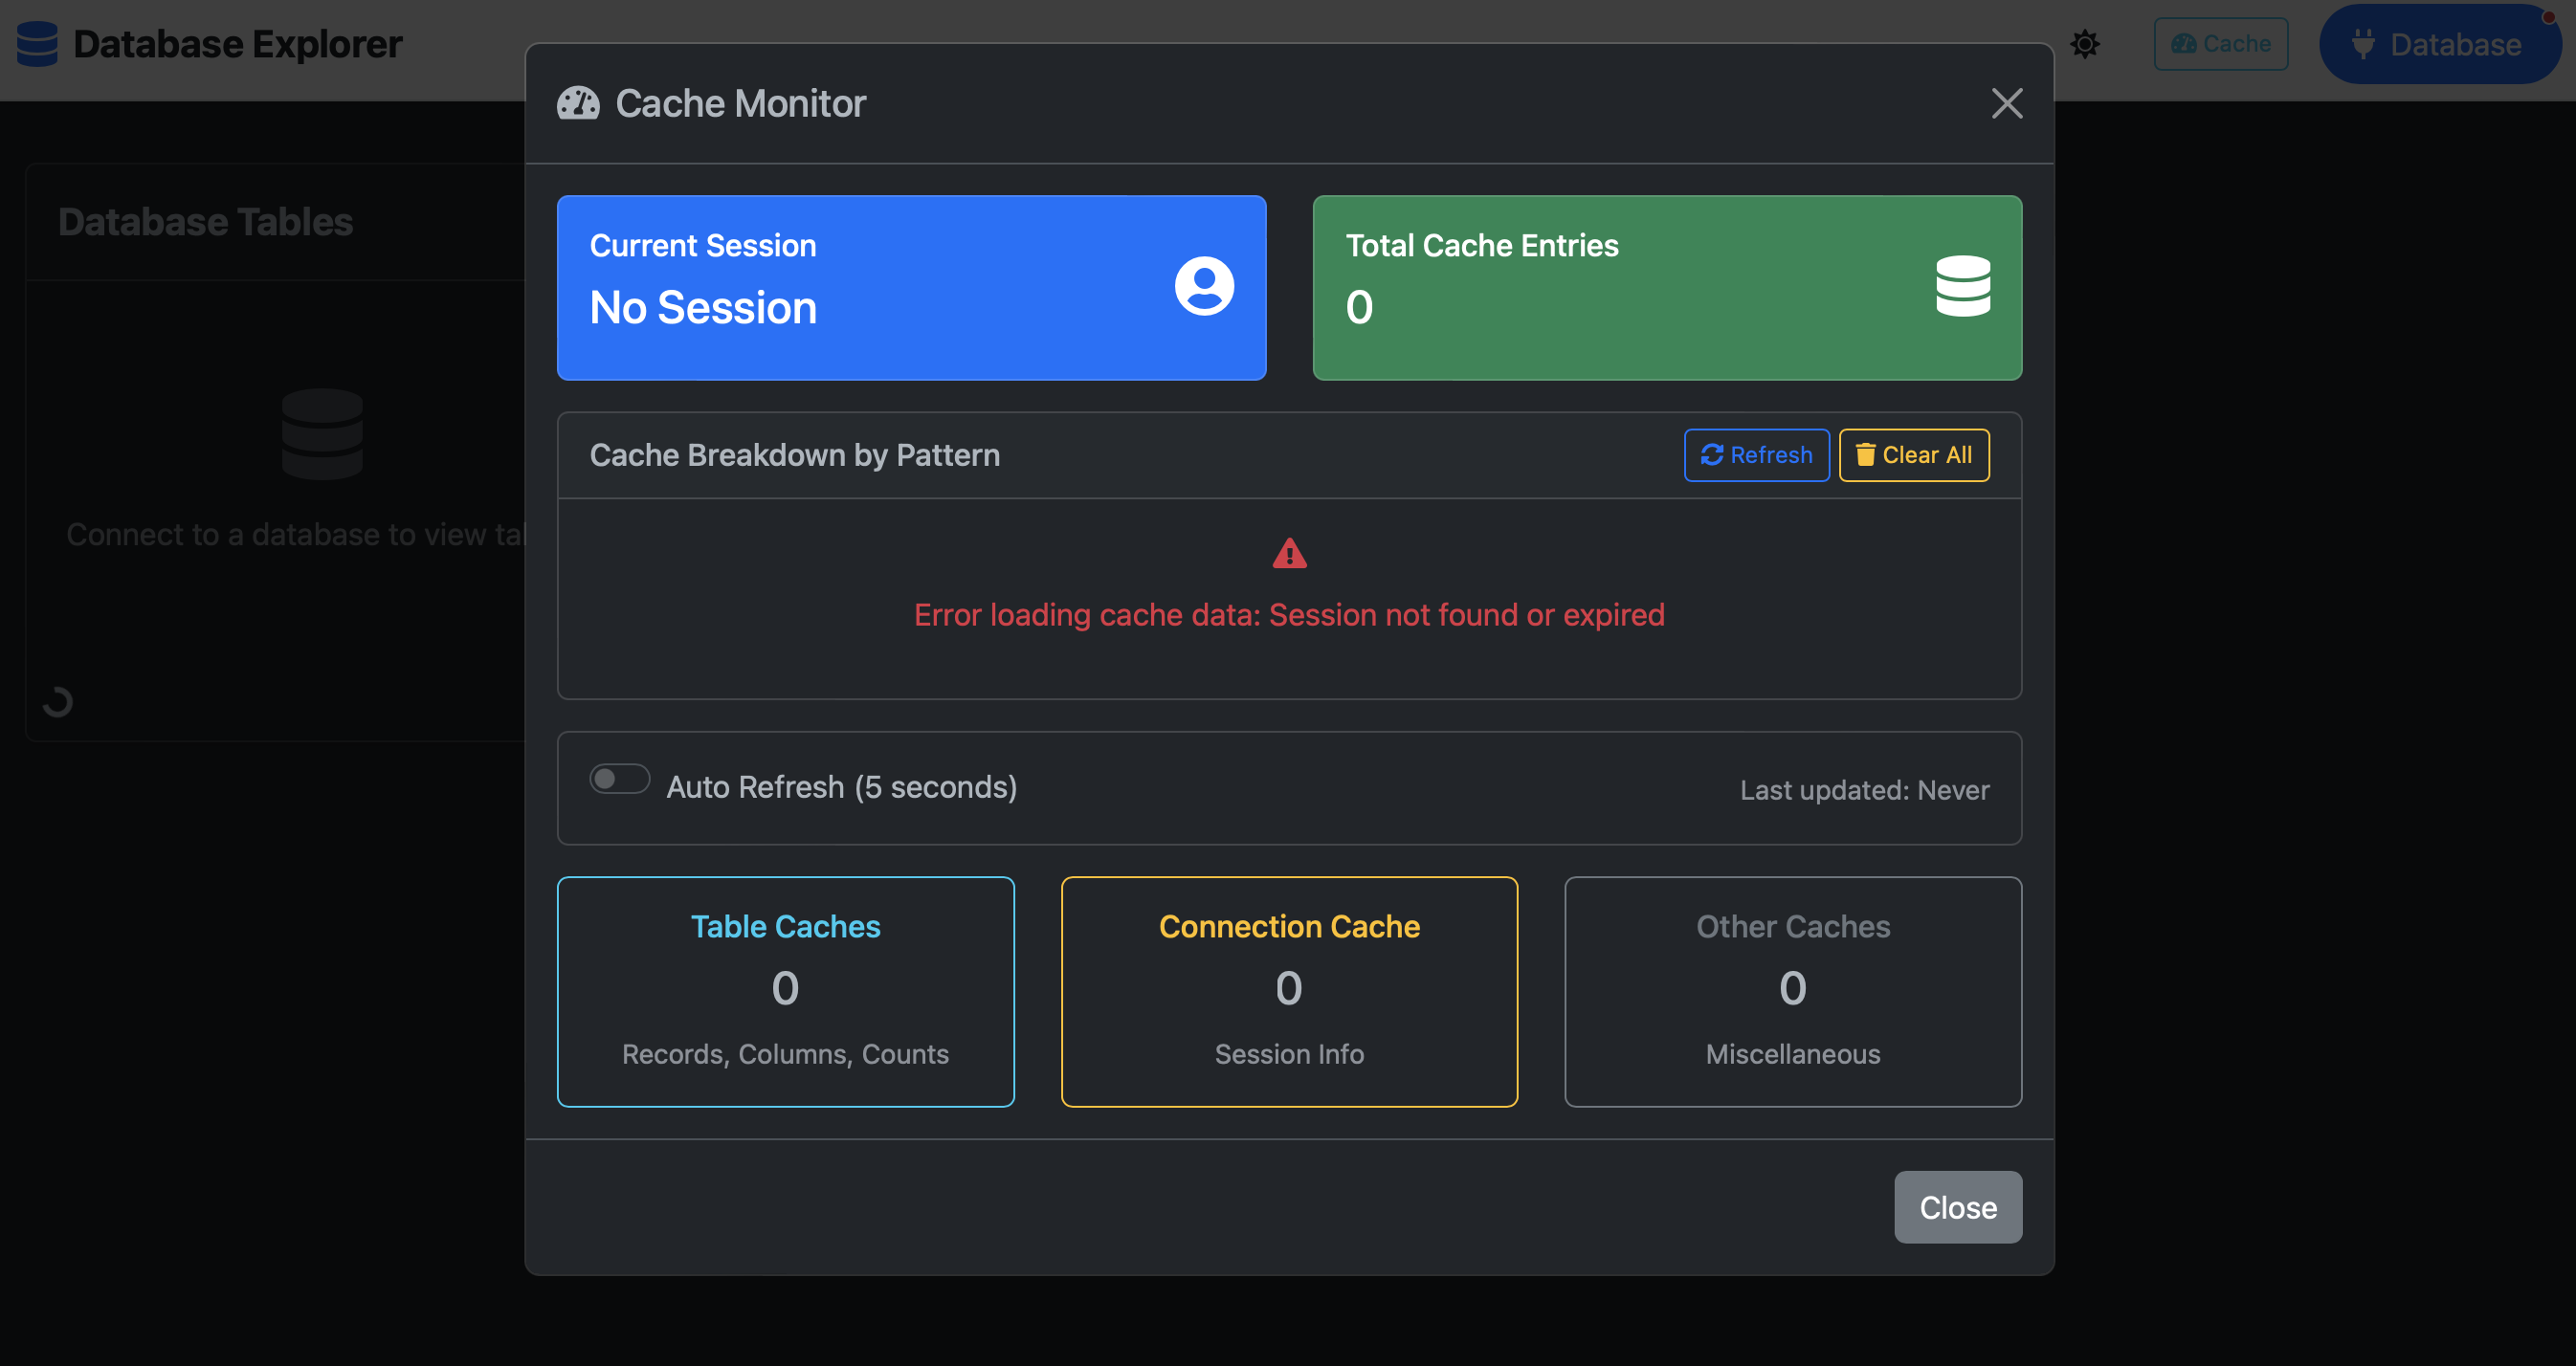 Database Explorer
Cache
Database
Cache Monitor
Database Tables
Current Session
No Session
Total Cache Entries
0
Cache Breakdown by Pattern
Refresh
Clear All
Connect to a database to view tal
Error loading cache data: Session not found or expired
Auto Refresh (5 seconds)
Last updated: Never
Table Caches
0
Records, Columns, Counts
Connection Cache
0
Session Info
Other Caches
0
Miscellaneous
Close